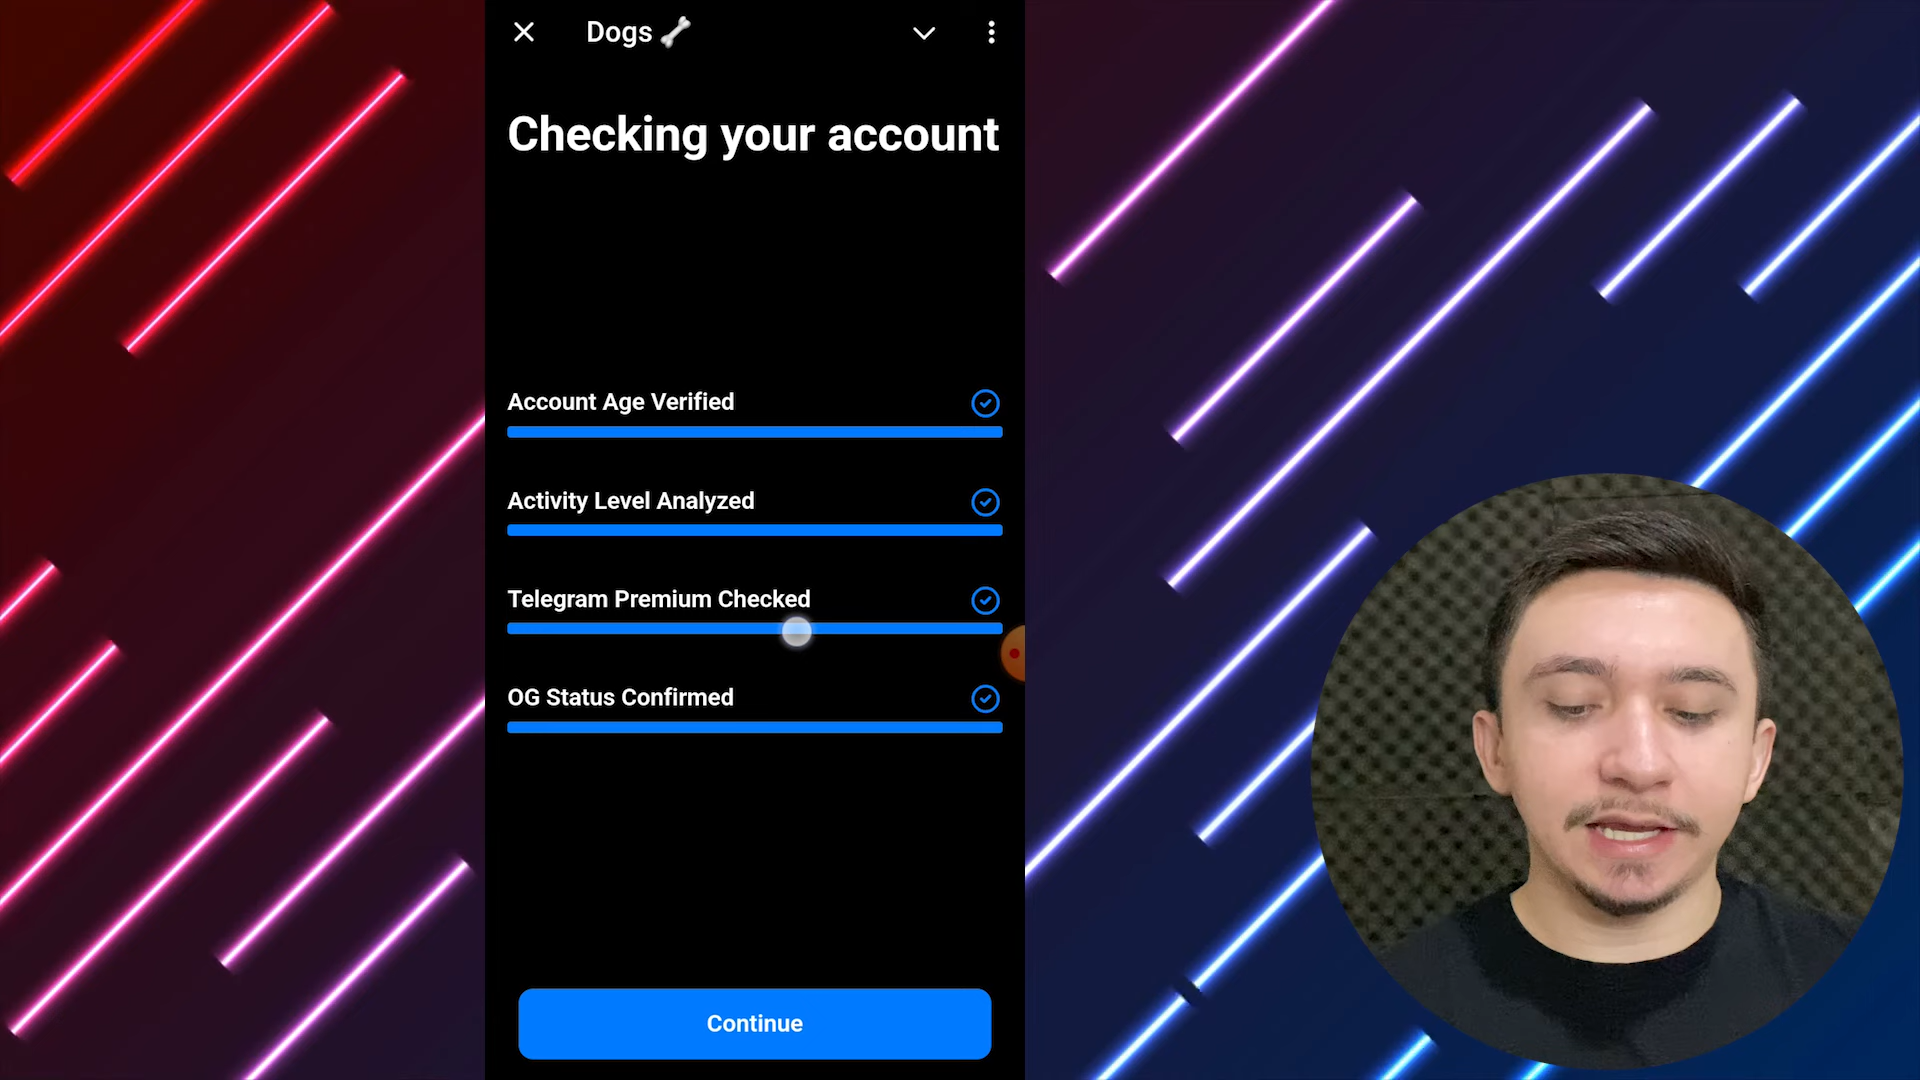 Dogs 🦴
Checking your account
Account Age Verified
Activity Level Analyzed
Telegram Premium Checked
OG Status Confirmed
Continue